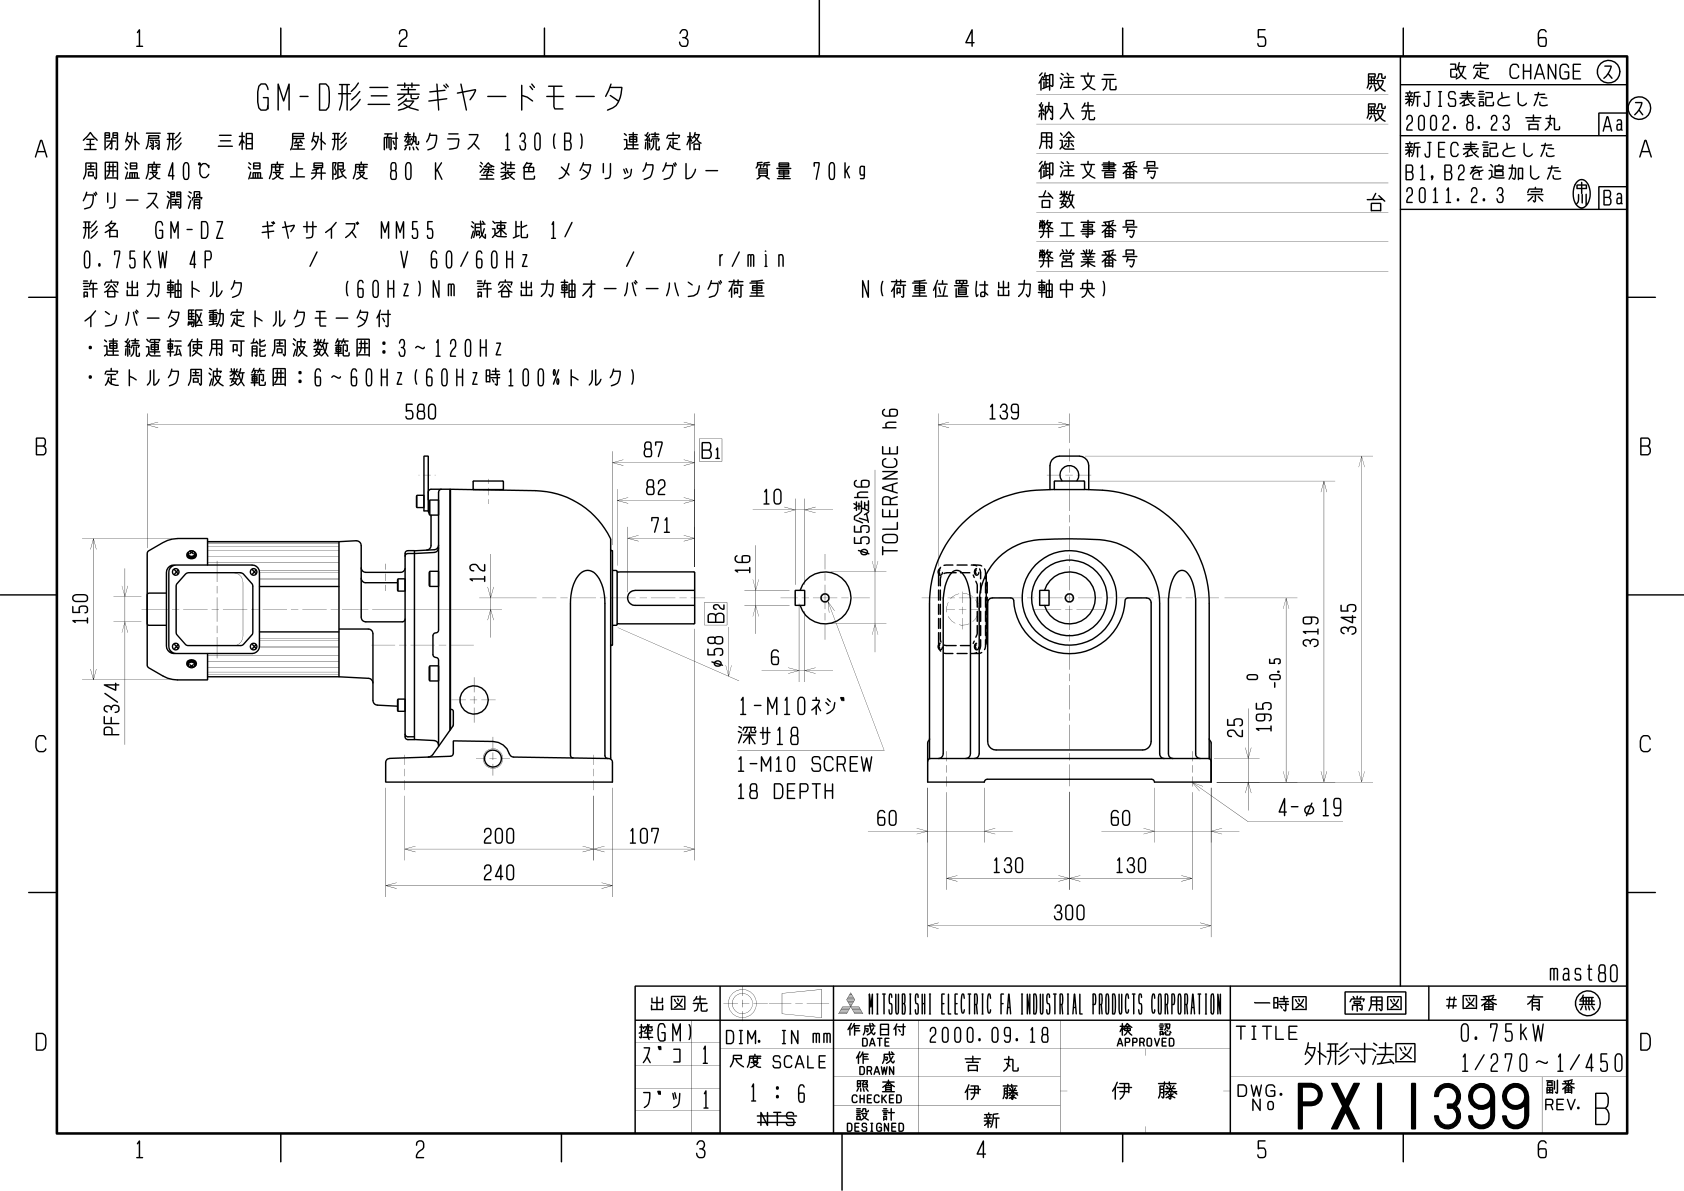 1 2 3 4 5 6
A
B
C
D
GM-D形三菱ギヤードモータ
全閉外扇形 三相 屋外形 耐熱クラス 130(B) 連続定格
周囲温度40℃ 温度上昇限度 80 K 塗装色 メタリックグレー 質量 70kg
グリース潤滑
形名 GM-DZ ギヤサイズ MM55 減速比 1/
0.75KW 4P / V 60/60Hz / r/min
許容出力軸トルク (60Hz)Nm 許容出力軸オーバーハング荷重 N(荷重位置は出力軸中央)
インバータ駆動定トルクモータ付
・連続運転使用可能周波数範囲:3~120Hz
・定トルク周波数範囲:6~60Hz(60Hz時100%トルク)
御注文元 殿
納入先 殿
用途
御注文書番号
台数 台
弊工事番号
弊営業番号
改定 CHANGE ス
新JIS表記とした
2002.8.23 吉丸 Aa
ス
新JEC表記とした
B1,B2を追加した
2011.2.3 宗 Ba
A
B
C
D
580
87 B1
82
71
12
150
PF3/4
B2
φ58
200 107
240
10
16
6
φ55公差h6
TOLERANCE h6
1-M10ネジ
深サ18
1-M10 SCREW
18 DEPTH
139
345
319
0
195 -0.5
25
4-φ19
60 60
130 130
300
mast80
出図先
GM)
ズコ 1
ブツ 1
DIM. IN mm
尺度 SCALE
1 : 6
NTS
MITSUBISHI ELECTRIC FA INDUSTRIAL PRODUCTS CORPORATION
作成日付
DATE
2000.09.18
検 認
APPROVED
作 成
DRAWN
吉 丸
照 査
CHECKED
伊 藤
伊 藤
設 計
DESIGNED
新
一時図 常用図 #図番 有 無
TITLE 0.75kW
外形寸法図 1/270~1/450
DWG.
No
PX11399
副番
REV.
B
1 2 3 4 5 6